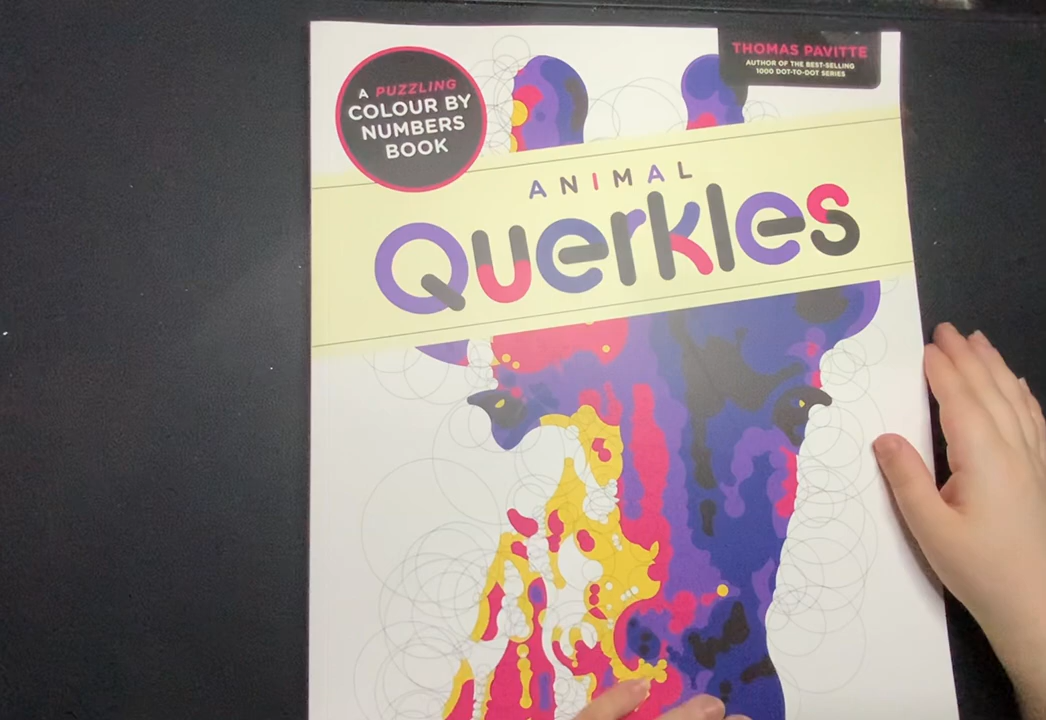 THOMAS PAVITTE
AUTHOR OF THE BEST-SELLING
1000 DOT-TO-DOT SERIES
A PUZZLING
COLOUR BY
NUMBERS
BOOK
ANIMAL
Querkles